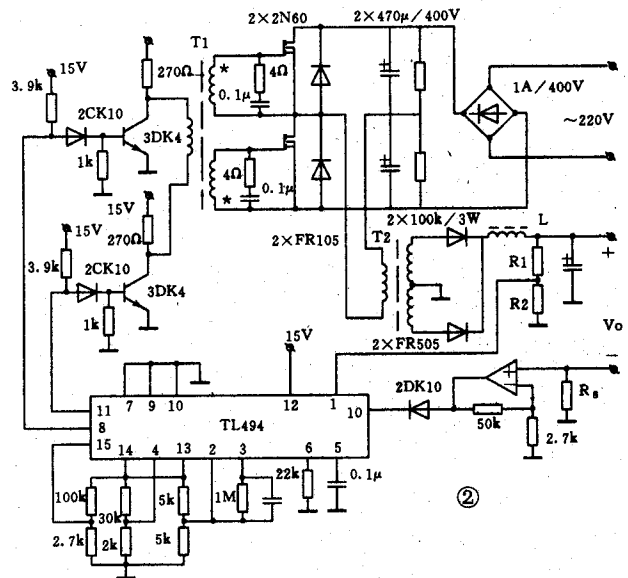 2×2N60
2×470μ/400V
T1
15V
270Ω
3.9k
2CK10
4Ω
0.1μ
1A/400V
~220V
3DK4
1k
*
15V
4Ω
0.1μ
*
15V
270Ω
2×100k/3W
L
2×FR105
T2
3.9k
2CK10
3DK4
R1
+
R2
1k
15V
2×FR505
Vo
−
7 9 10 12 1
2DK10
+
−
Rs
11
10
8
TL494
50k
2.7k
15
14 4 13 2 3 6 5
100k
30k
5k
1M
22k
0.1μ
②
2.7k
2k
5k